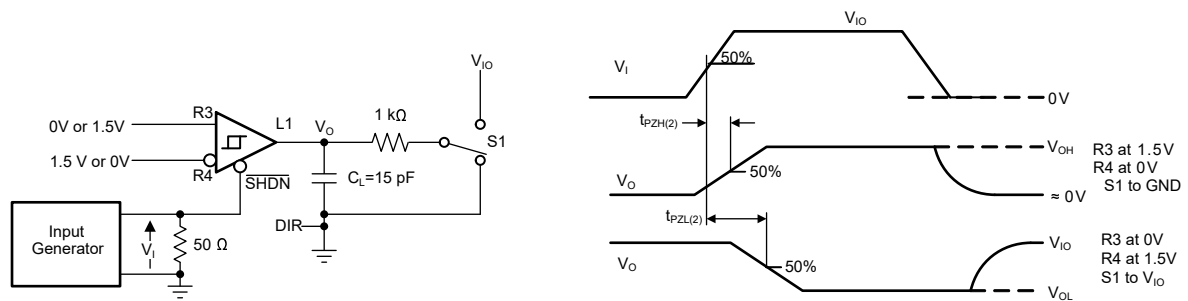 V_IO
0V or 1.5V
R3
L1
V_O
1 kΩ
S1
1.5 V or 0V
R4
SHDN
C_L=15 pF
DIR
Input
Generator
V_I
50 Ω
V_IO
V_I
50%
0V
t_PZH(2)
V_OH
R3 at 1.5V
R4 at 0V
S1 to GND
V_O
50%
≈ 0V
t_PZL(2)
V_IO
R3 at 0V
R4 at 1.5V
S1 to V_IO
V_O
50%
V_OL